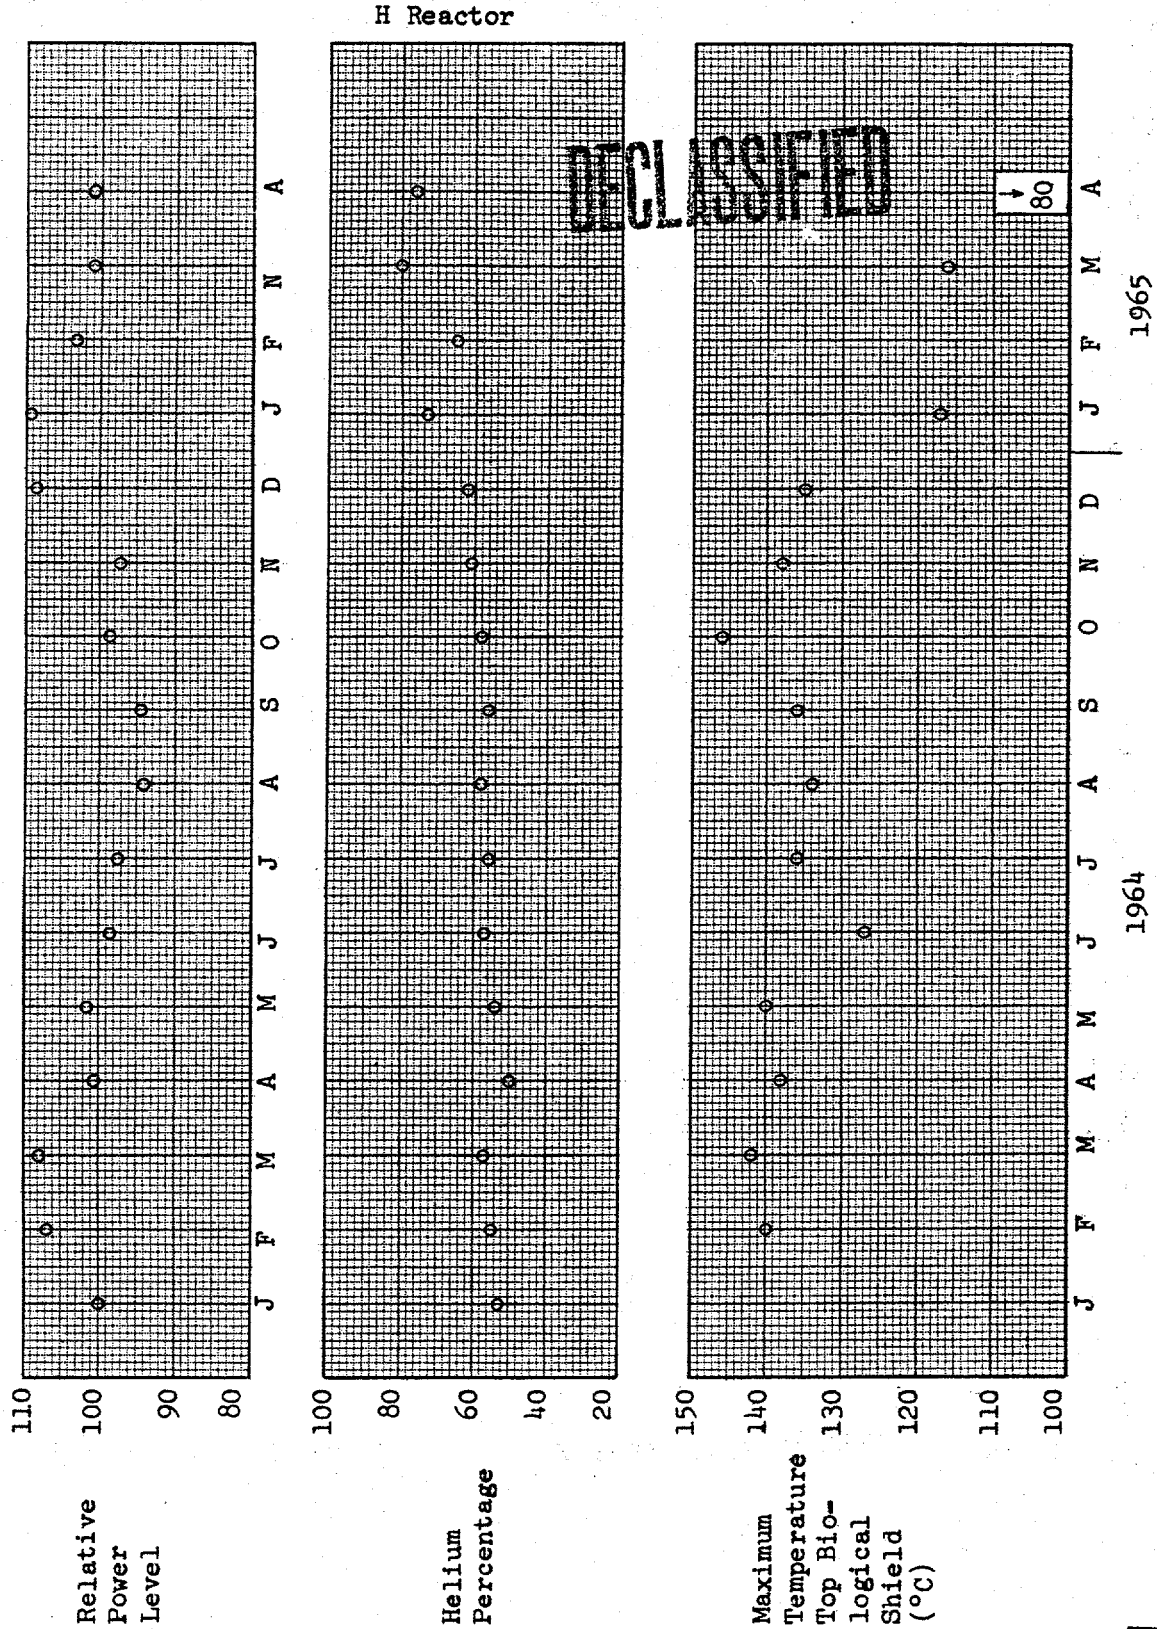 H Reactor
DECLASSIFIED
Relative
Power
Level
110
100
90
80
J F M A M J J A S O N D J F N A
Helium
Percentage
100
80
60
40
20
Maximum
Temperature
Top Bio-
logical
Shield
(°C)
150
140
130
120
110
100
↓
80
J F M A M J J A S O N D J F M A
1964 1965